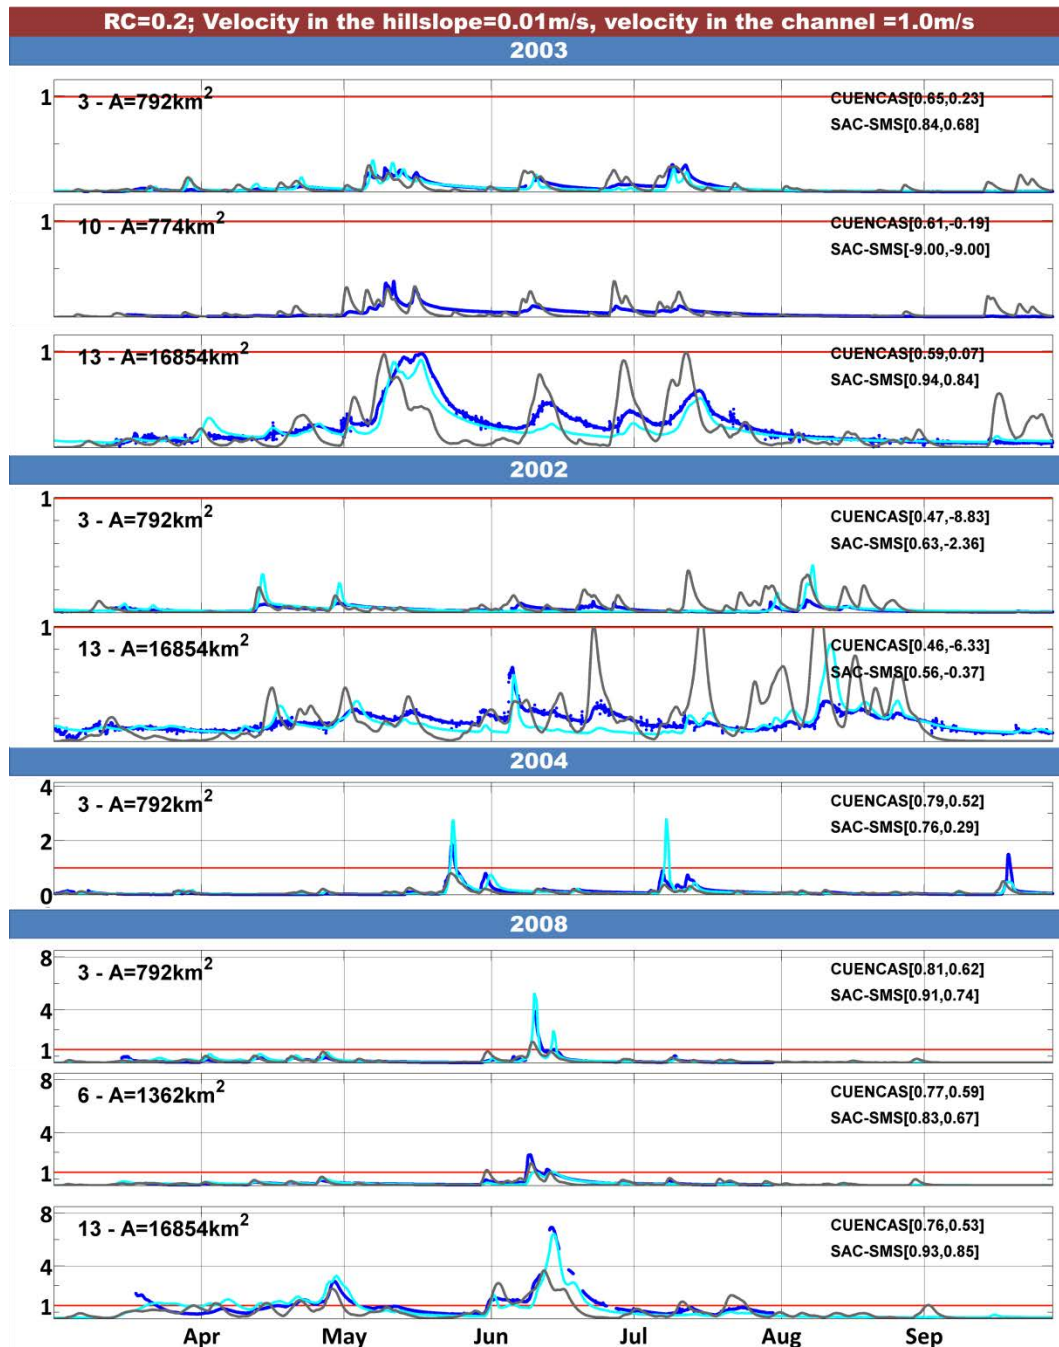 RC=0.2; Velocity in the hillslope=0.01m/s, velocity in the channel =1.0m/s
2003
1
3 - A=792km²
CUENCAS[0.65,0.23]
SAC-SMS[0.84,0.68]
1
10 - A=774km²
CUENCAS[0.61,-0.19]
SAC-SMS[-9.00,-9.00]
1
13 - A=16854km²
CUENCAS[0.59,0.07]
SAC-SMS[0.94,0.84]
2002
1
3 - A=792km²
CUENCAS[0.47,-8.83]
SAC-SMS[0.63,-2.36]
1
13 - A=16854km²
CUENCAS[0.46,-6.33]
SAC-SMS[0.56,-0.37]
2004
4
3 - A=792km²
CUENCAS[0.79,0.52]
SAC-SMS[0.76,0.29]
2
0
2008
8
3 - A=792km²
CUENCAS[0.81,0.62]
SAC-SMS[0.91,0.74]
4
1
8
6 - A=1362km²
CUENCAS[0.77,0.59]
SAC-SMS[0.83,0.67]
4
1
8
13 - A=16854km²
CUENCAS[0.76,0.53]
SAC-SMS[0.93,0.85]
4
1
Apr May Jun Jul Aug Sep